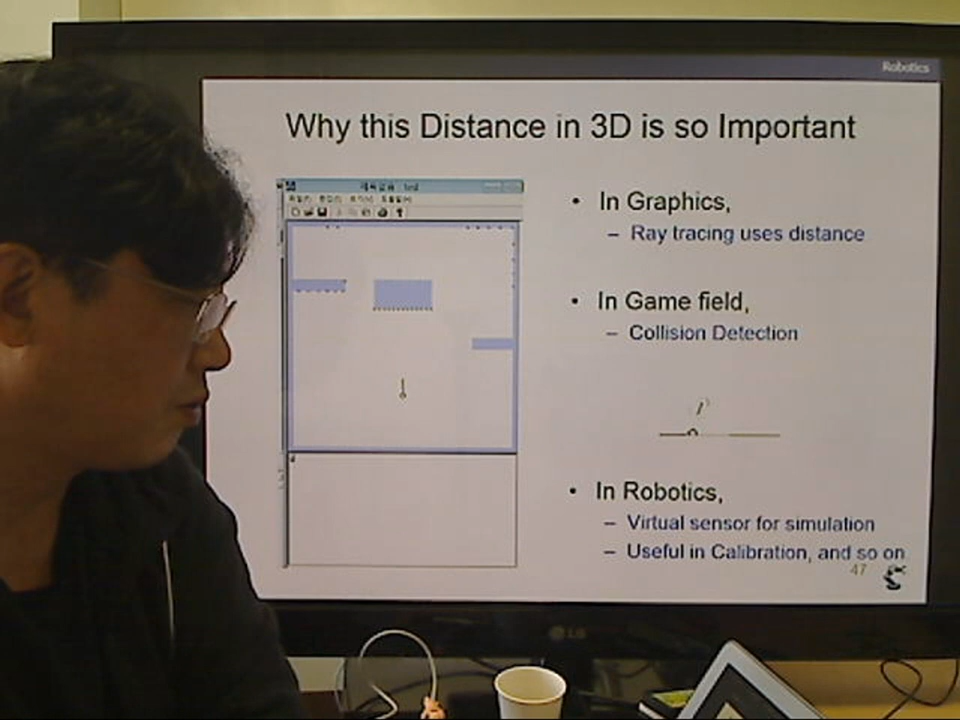 Robotics
Why this Distance in 3D is so Important
• In Graphics,
– Ray tracing uses distance
• In Game field,
– Collision Detection
• In Robotics,
– Virtual sensor for simulation
– Useful in Calibration, and so on
47
LG